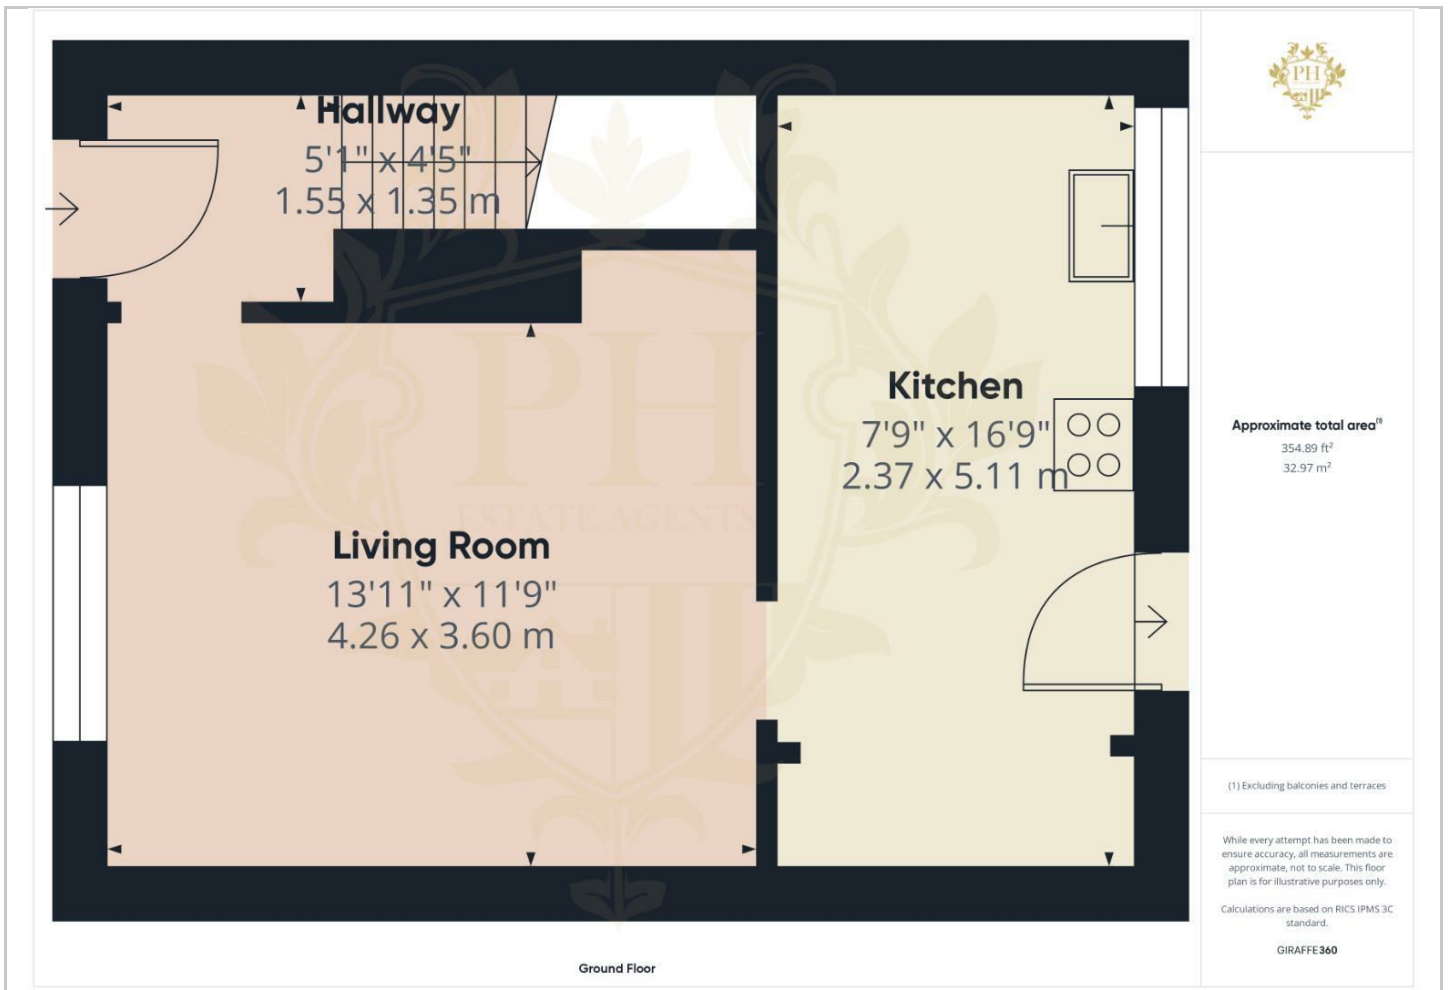 Hallway
5'1" x 4'5"
1.55 x 1.35 m
Kitchen
7'9" x 16'9"
2.37 x 5.11 m
Living Room
13'11" x 11'9"
4.26 x 3.60 m
PH
ESTATE AGENTS
Ground Floor
PH
Approximate total area(1)
354.89 ft²
32.97 m²
(1) Excluding balconies and terraces
While every attempt has been made to
ensure accuracy, all measurements are
approximate, not to scale. This floor
plan is for illustrative purposes only.
Calculations are based on RICS IPMS 3C
standard.
GIRAFFE360